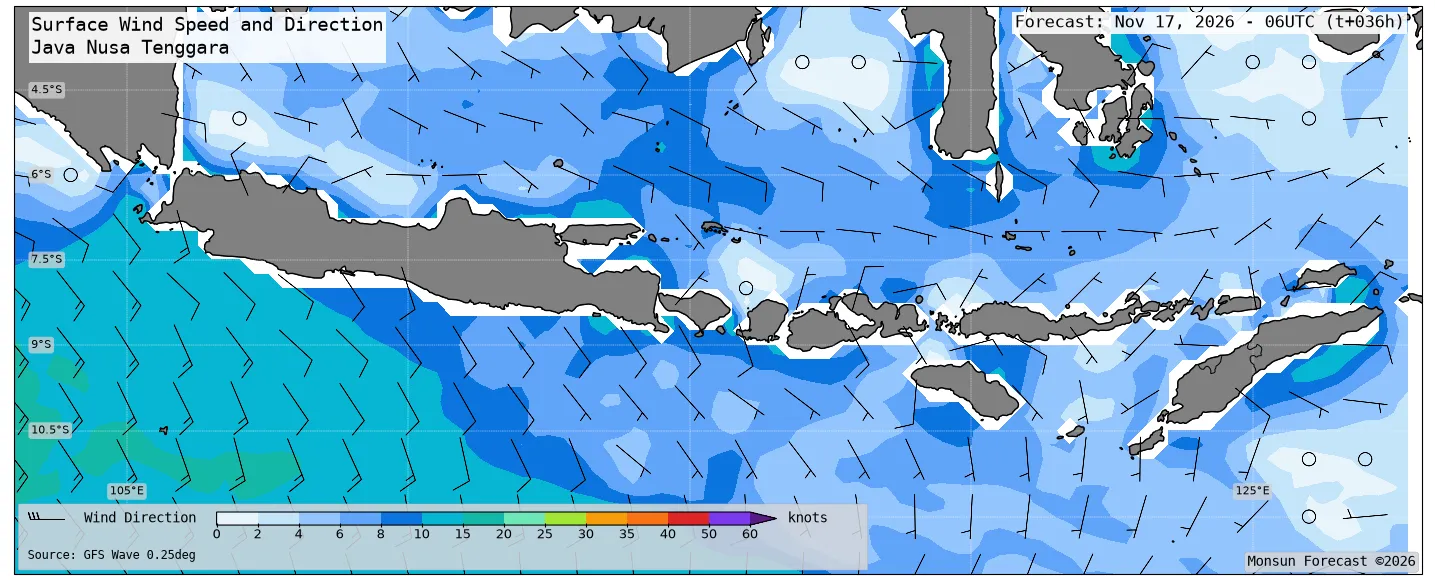 Surface Wind Speed and Direction
Java Nusa Tenggara
Forecast: Nov 17, 2026 - 06UTC (t+036h)
4.5°S
6°S
7.5°S
9°S
10.5°S
105°E
125°E
Wind Direction
knots
0 2 4 6 8 10 15 20 25 30 35 40 50 60
Source: GFS Wave 0.25deg
Monsun Forecast ©2026